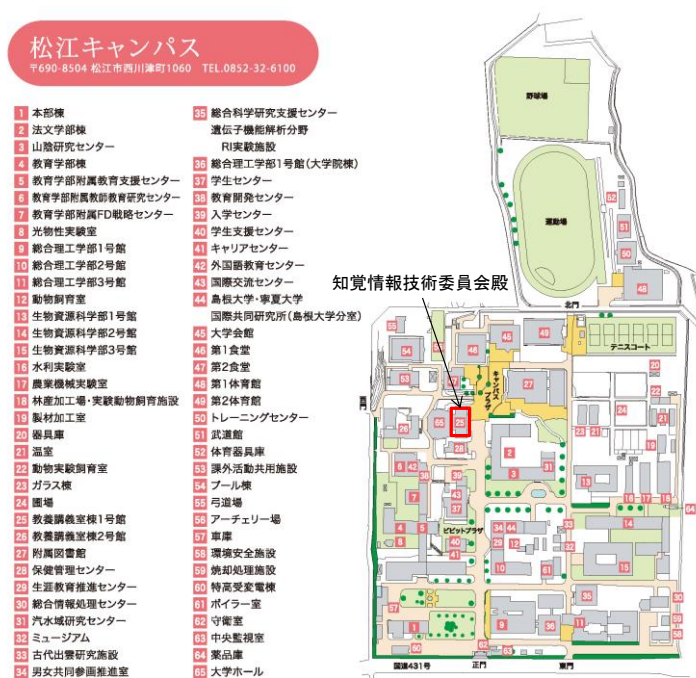 松江キャンパス
〒690-8504 松江市西川津町1060 TEL.0852-32-6100
1 本部棟
2 法文学部棟
3 山陰研究センター
4 教育学部棟
5 教育学部附属教育支援センター
6 教育学部附属教師教育研究センター
7 教育学部附属FD戦略センター
8 光物性実験室
9 総合理工学部1号館
10 総合理工学部2号館
11 総合理工学部3号館
12 動物飼育室
13 生物資源科学部1号館
14 生物資源科学部2号館
15 生物資源科学部3号館
16 水利実験室
17 農業機械実験室
18 林産加工場・実験動物飼育施設
19 製材加工室
20 器具庫
21 温室
22 動物実験飼育室
23 ガラス棟
24 圃場
25 教養講義室棟1号館
26 教養講義室棟2号館
27 附属図書館
28 保健管理センター
29 生涯教育推進センター
30 総合情報処理センター
31 汽水域研究センター
32 ミュージアム
33 古代出雲研究施設
34 男女共同参画推進室
35 総合科学研究支援センター
遺伝子機能解析分野
RI実験施設
36 総合理工学部1号館(大学院棟)
37 学生センター
38 教育開発センター
39 入学センター
40 学生支援センター
41 キャリアセンター
42 外国語教育センター
43 国際交流センター
44 島根大学・寧夏大学
国際共同研究所(島根大学分室)
45 大学会館
46 第1食堂
47 第2食堂
48 第1体育館
49 第2体育館
50 トレーニングセンター
51 武道館
52 体育器具庫
53 課外活動共用施設
54 プール棟
55 弓道場
56 アーチェリー場
57 車庫
58 環境安全施設
59 焼却処理施設
60 特高受変電棟
61 ボイラー室
62 守衛室
63 中央監視室
64 薬品庫
65 大学ホール
野球場
運動場
知覚情報技術委員会殿
北門
テニスコート
西門
キャンパスプラザ
ビビットプラザ
国道431号
正門
東門